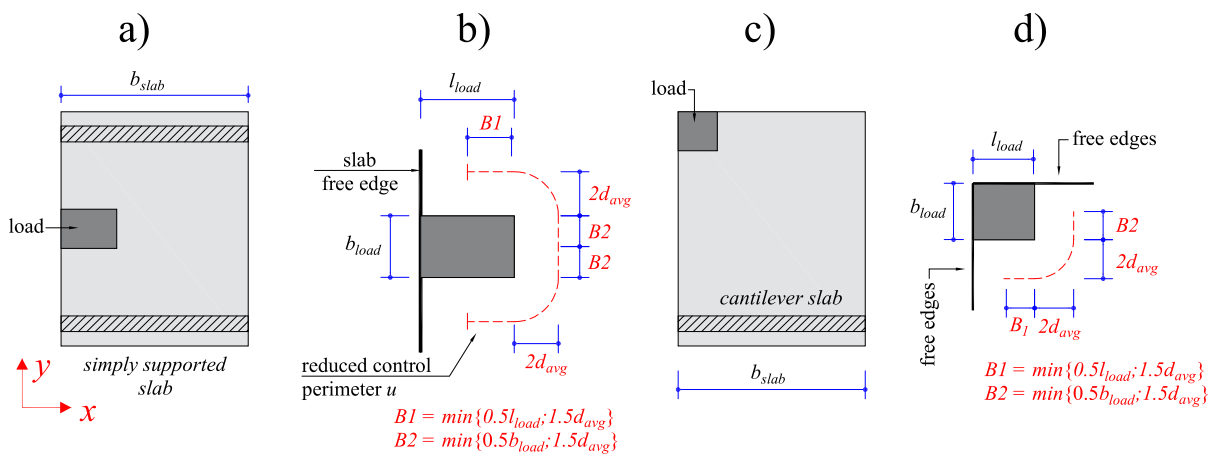 a)
b)
c)
d)
b_slab
load
simply supported
slab
y
x
l_load
B1
slab
free edge
2d_avg
b_load
B2
B2
2d_avg
reduced control
perimeter u
B1 = min{0.5l_load;1.5d_avg}
B2 = min{0.5b_load;1.5d_avg}
load
cantilever slab
b_slab
l_load
free edges
b_load
B2
2d_avg
free edges
B_1
2d_avg
B1 = min{0.5l_load;1.5d_avg}
B2 = min{0.5b_load;1.5d_avg}